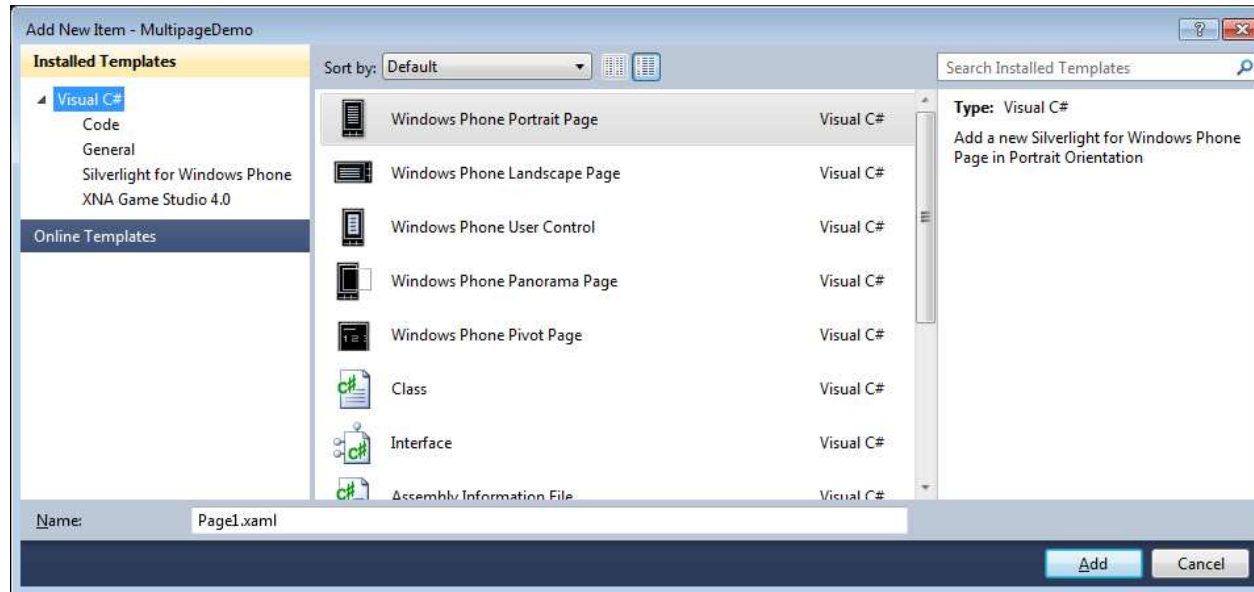 Add New Item - MultipageDemo
Installed Templates
Visual C#
Code
General
Silverlight for Windows Phone
XNA Game Studio 4.0
Online Templates
Sort by: Default
Windows Phone Portrait Page Visual C#
Windows Phone Landscape Page Visual C#
Windows Phone User Control Visual C#
Windows Phone Panorama Page Visual C#
Windows Phone Pivot Page Visual C#
Class Visual C#
Interface Visual C#
Assembly Information File Visual C#
Search Installed Templates
Type: Visual C#
Add a new Silverlight for Windows Phone
Page in Portrait Orientation
Name: Page1.xaml
Add Cancel